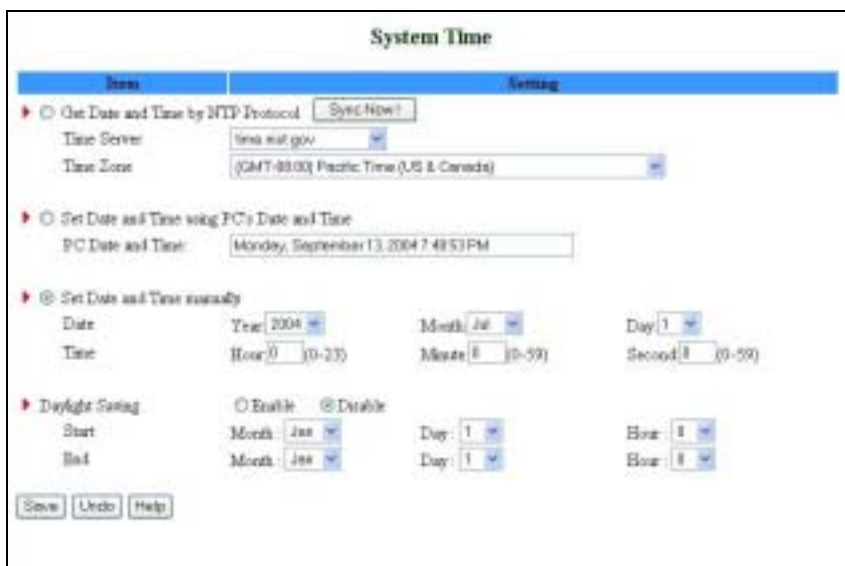 System Time
Item Setting
Get Date and Time by NTP Protocol Sync Now!
Time Server time.nist.gov
Time Zone (GMT-08:00) Pacific Time (US & Canada)
Set Date and Time using PC's Date and Time
PC Date and Time: Monday, September 13, 2004 7:49:53 PM
Set Date and Time manually
Date Year: 2004 Month: Jul Day: 1
Time Hour: 0 (0-23) Minute: 0 (0-59) Second: 0 (0-59)
Daylight Saving Enable Disable
Start Month : Jan Day : 1 Hour : 0
End Month : Jan Day : 1 Hour : 0
Save Undo Help